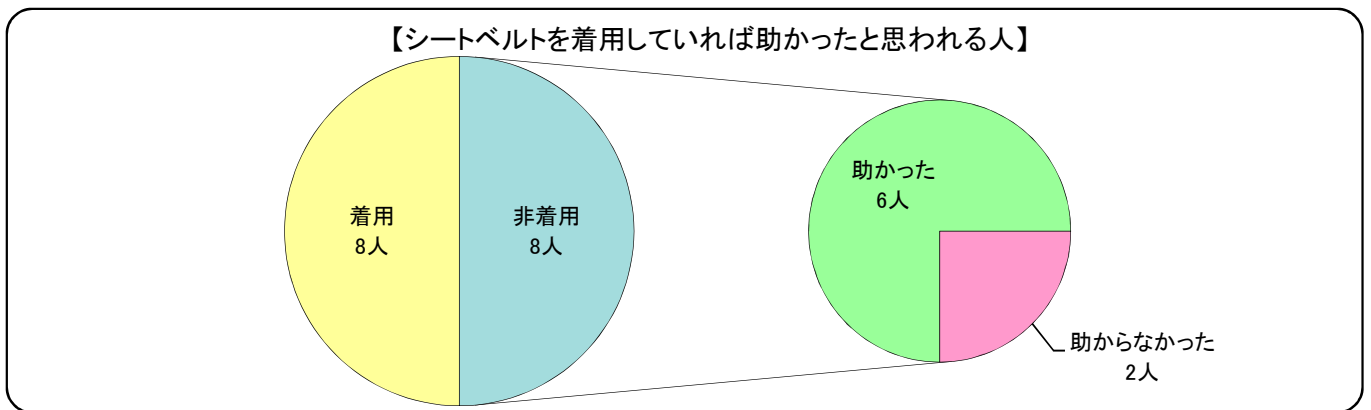 【シートベルトを着用していれば助かったと思われる人】
着用
8人
非着用
8人
助かった
6人
助からなかった
2人